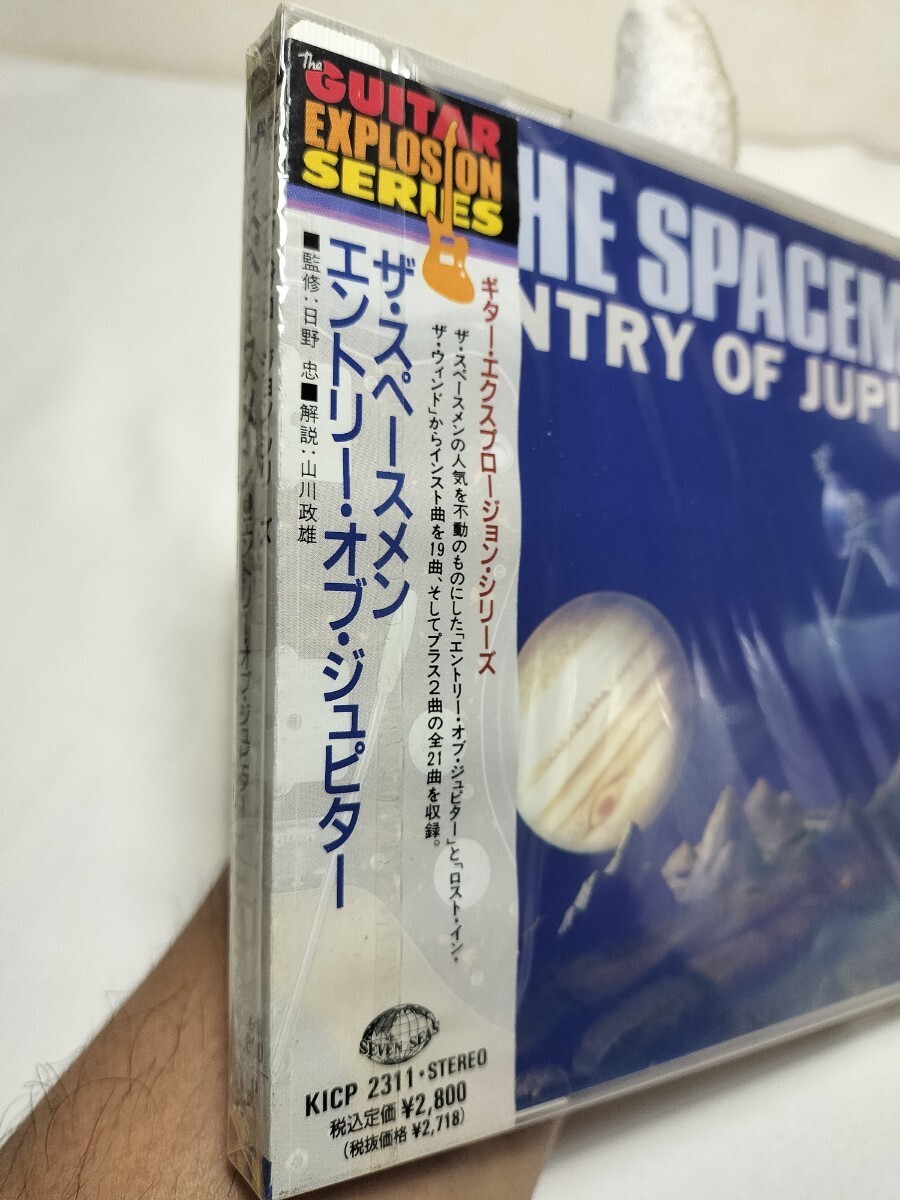 The
GUITAR
EXPLOSION
SERIES
ギター・エクスプロージョン・シリーズ
ザ・スペースメンの人気を不動のものにした「エントリー・オブ・ジュピター」と「ロスト・イン・
ザ・ウィンド」からインスト曲を19曲、そしてプラス2曲の全21曲を収録。
ザ・スペースメン
エントリー・オブ・ジュピター
■監修:日野 忠■解説:山川政雄
SEVEN SEAS
KICP 2311・STEREO
税込定価¥2,800
(税抜価格¥2,718)
HE SPACEM
NTRY OF JUPI